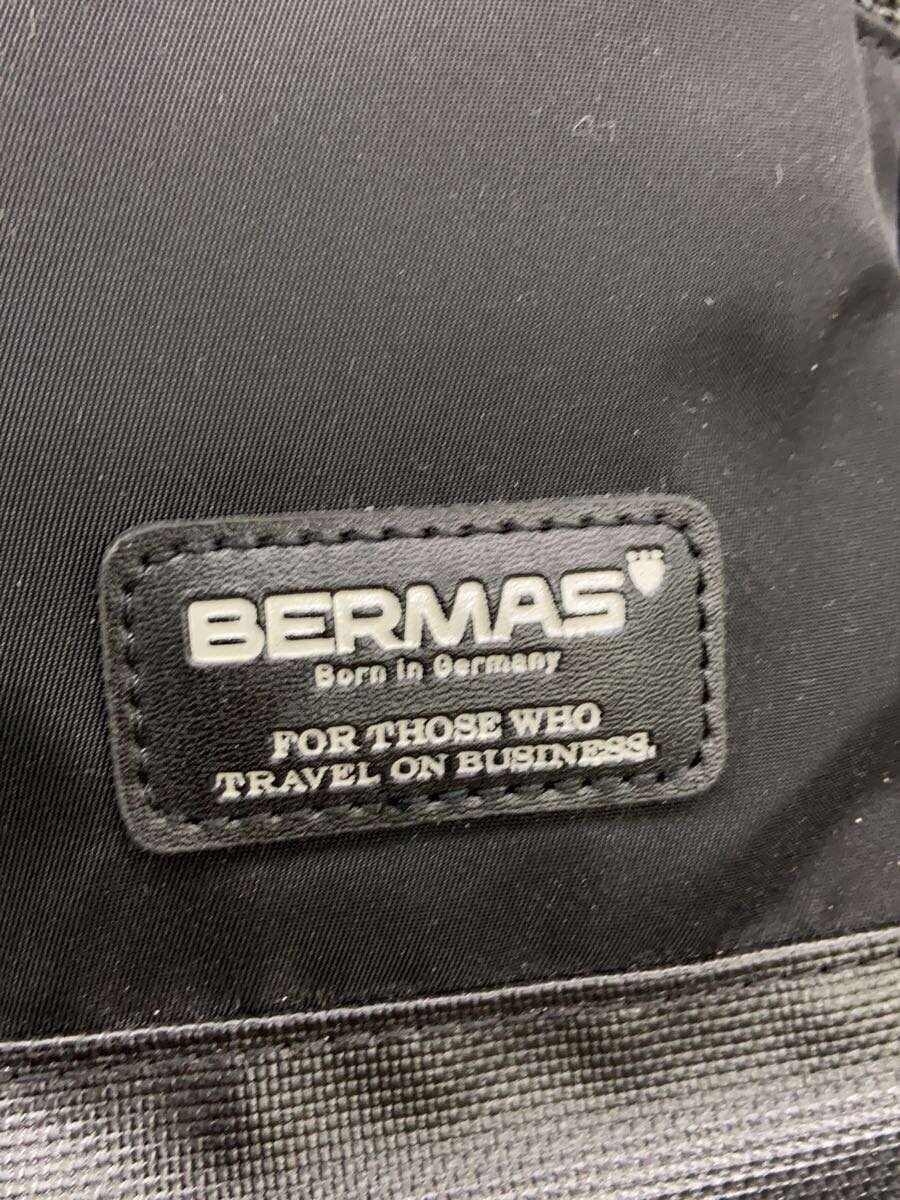 BERMAS
Born in Germany
FOR THOSE WHO
TRAVEL ON BUSINESS.